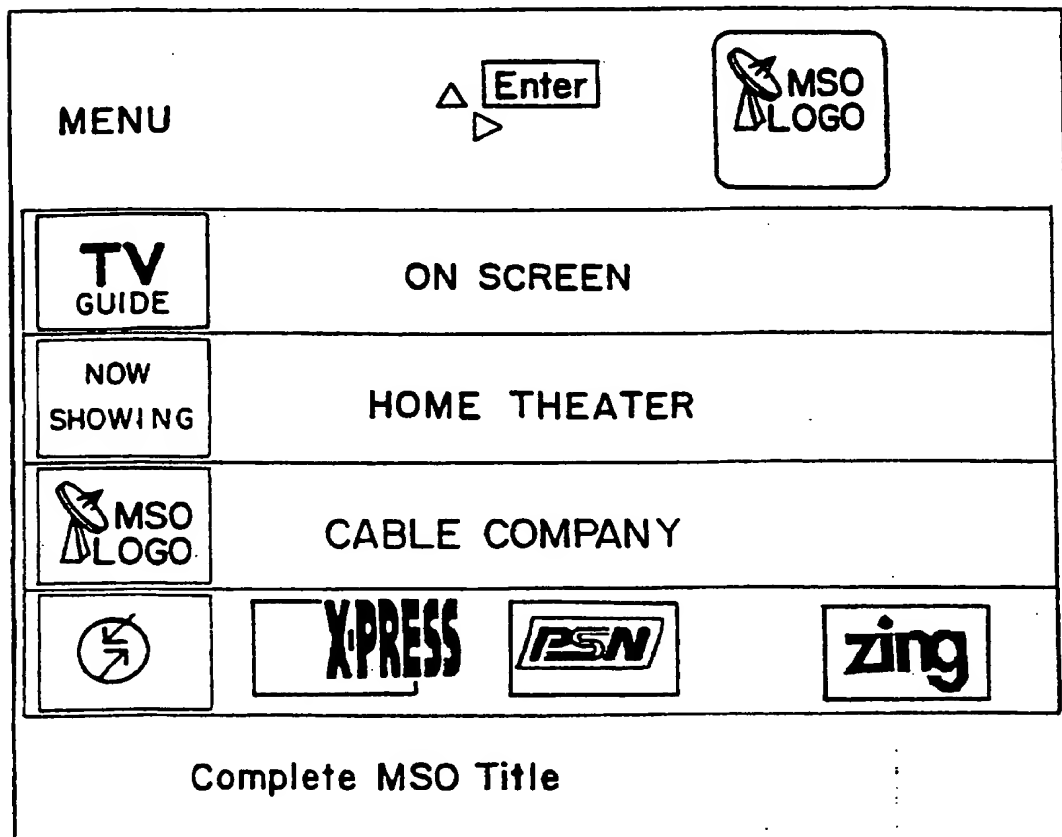 MENU
Enter
MSO
LOGO
TV
GUIDE
ON SCREEN
NOW
SHOWING
HOME THEATER
MSO
LOGO
CABLE COMPANY
X-PRESS
PSN
zing
Complete MSO Title